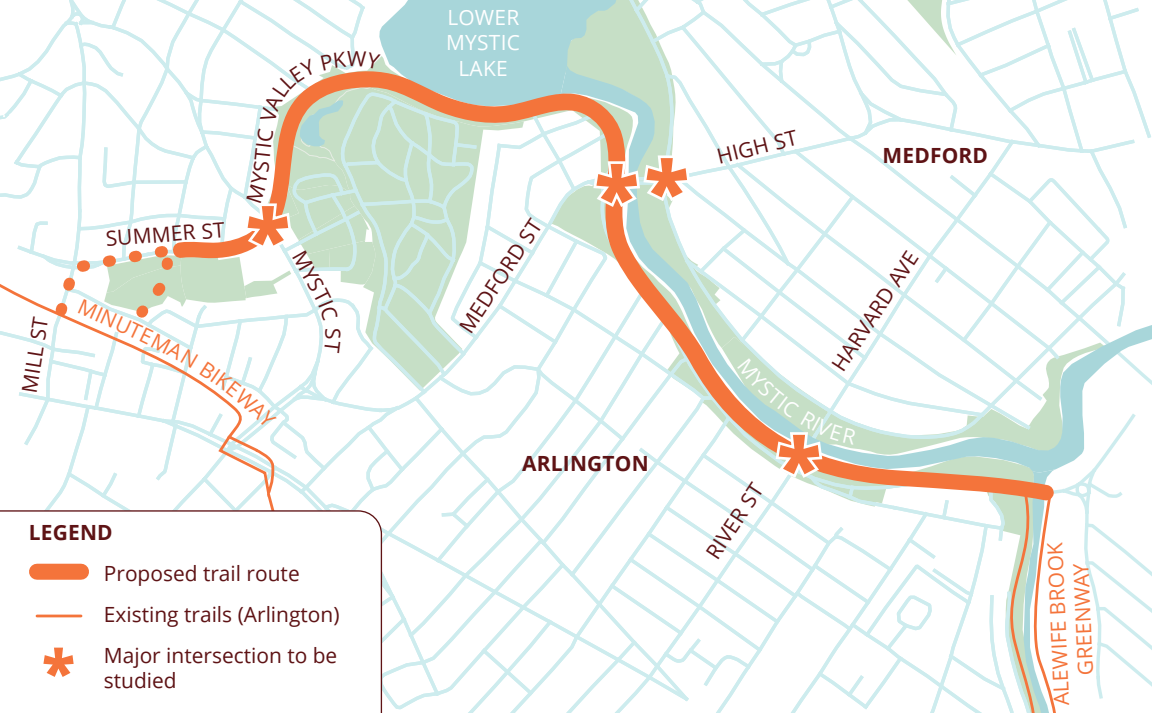 LOWER
MYSTIC
LAKE
MYSTIC VALLEY PKWY
HIGH ST
MEDFORD
SUMMER ST
MYSTIC ST
MEDFORD ST
HARVARD AVE
MINUTEMAN BIKEWAY
MILL ST
MYSTIC RIVER
ARLINGTON
RIVER ST
ALEWIFE BROOK
GREENWAY
LEGEND
Proposed trail route
Existing trails (Arlington)
Major intersection to be
studied